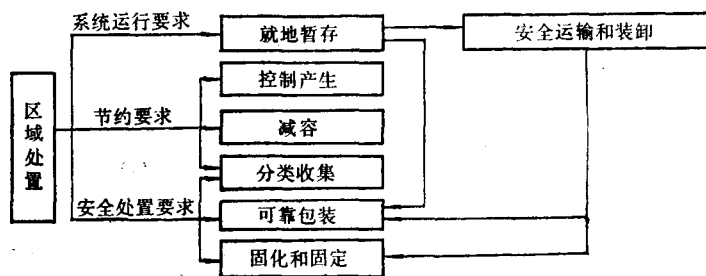 系统运行要求
就地暂存
安全运输和装卸
控制产生
区域处置
节约要求
减容
分类收集
安全处置要求
可靠包装
固化和固定